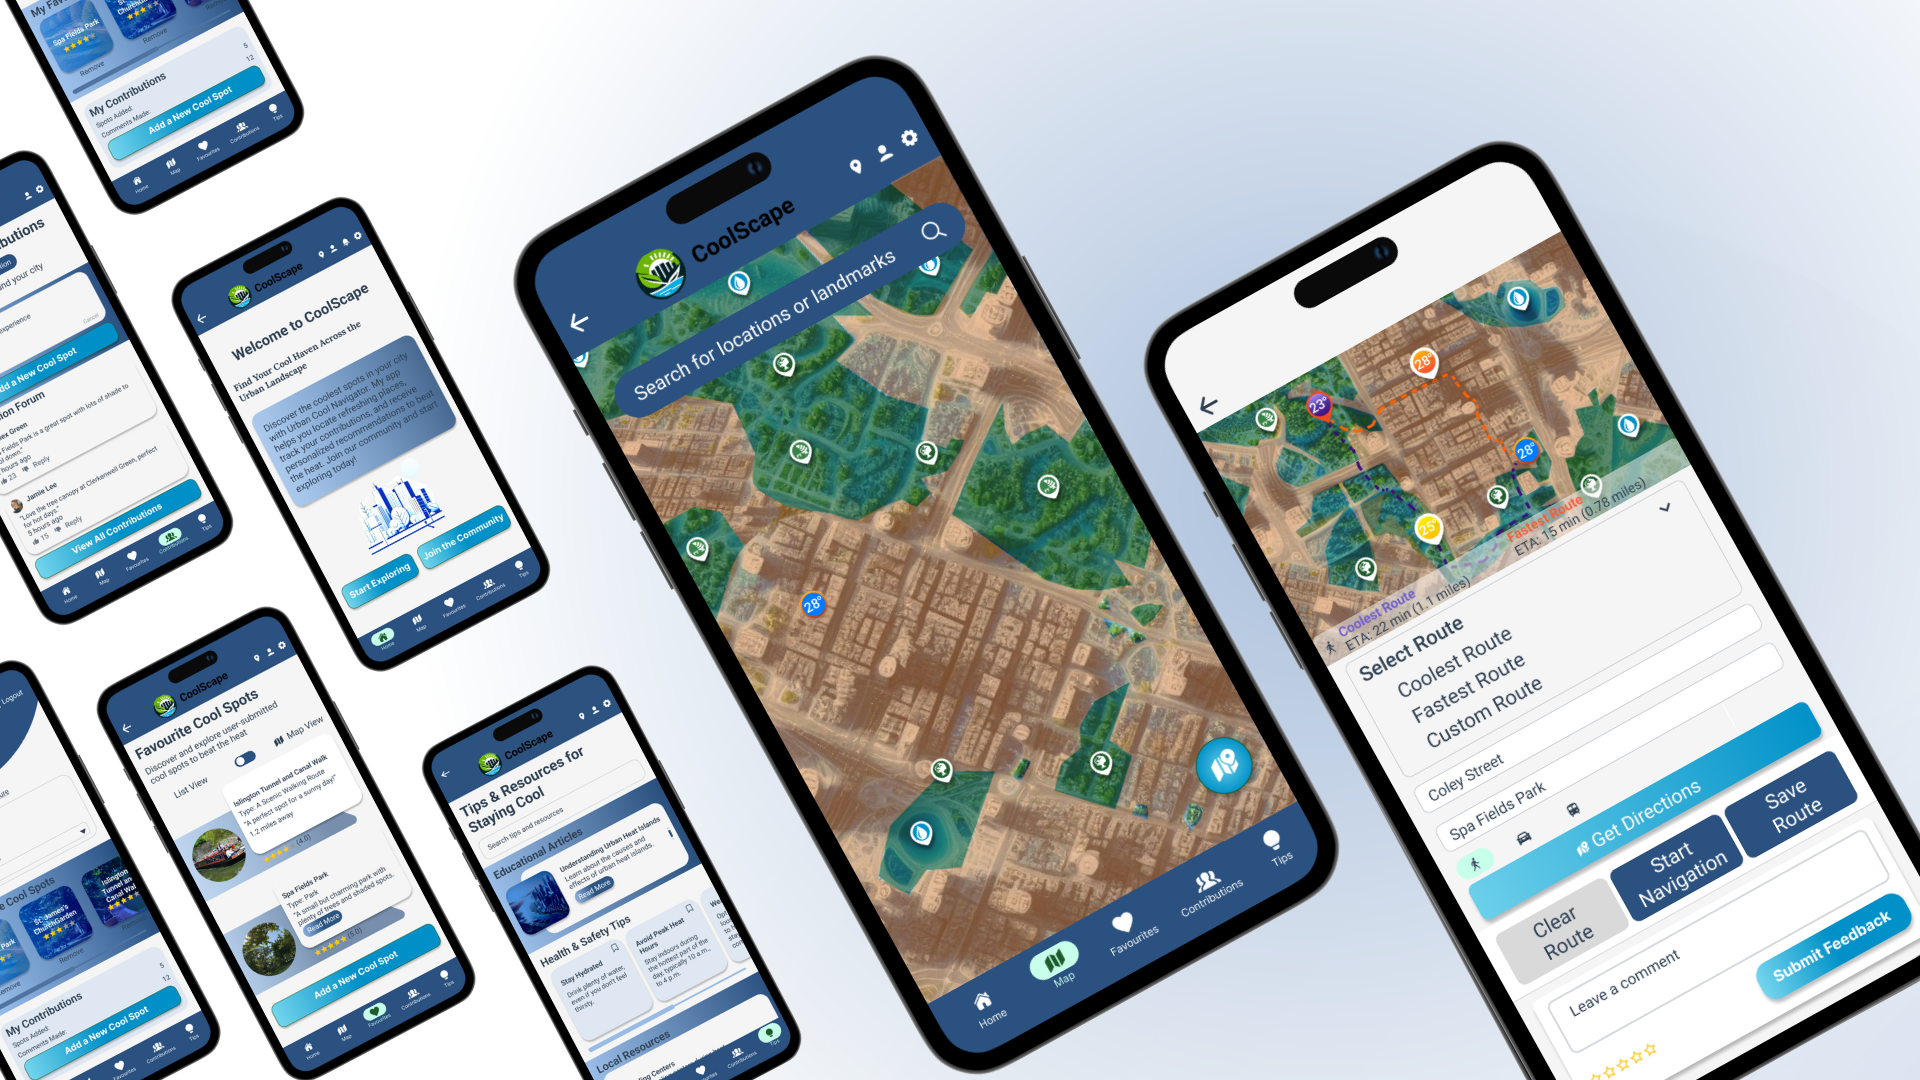 Spa Fields Park
Remove
Remove
My Contributions
Spots Added:
5
Comments Made:
12
Add a New Cool Spot
Home
Map
Favourites
Contributions
Tips
nd your city
experience
Cancel
dd a New Cool Spot
ion Forum
ex Green
Fields Park is a great spot with lots of shade to
l down."
hours ago
23
Reply
Jamie Lee
"Love the tree canopy at Clerkenwell Green, perfect
for hot days."
5 hours ago
15
Reply
View All Contributions
Home
Map
Favourites
Contributions
Tips
CoolScape
Welcome to CoolScape
Find Your Cool Haven Across the
Urban Landscape
Discover the coolest spots in your city
with Urban Cool Navigator. My app
helps you locate refreshing places,
track your contributions, and receive
personalized recommendations to beat
the heat. Join our community and start
exploring today!
Start Exploring
Join the Community
Home
Map
Favourites
Contributions
Tips
Logout
e Cool Spots
Park
St. James's
ChurchGarden
Islington
Tunnel and
Canal Wal
Remove
My Contributions
Spots Added:
5
Comments Made:
12
Add a New Cool Spot
Favourites
Contributions
Tips
CoolScape
Favourite Cool Spots
Discover and explore user-submitted
cool spots to beat the heat
List View
Map View
Islington Tunnel and Canal Walk
Type: A Scenic Walking Route
"A perfect spot for a sunny day!"
1.2 miles away
(4.0)
Spa Fields Park
Type: Park
"A small but charming park with
plenty of trees and shaded spots.
Read More
(5.0)
Add a New Cool Spot
Home
Map
Favourites
Contributions
Tips
CoolScape
Tips & Resources for
Staying Cool
Search tips and resources
Educational Articles
Understanding Urban Heat Islands
Learn about the causes and
effects of urban heat islands.
Read More
Health & Safety Tips
Stay Hydrated
Drink plenty of water,
even if you don't feel
thirsty.
Avoid Peak Heat
Hours
Stay indoors during
the hottest part of the
day, typically 10 a.m.,
to 4 p.m.
Local Resources
ling Centers
Favourites
Contributions
Tips
CoolScape
Search for locations or landmarks
28°
Home
Map
Favourites
Contributions
Tips
28°
23°
28°
25°
Fastest Route
ETA: 15 min (0.78 miles)
Coolest Route
ETA: 22 min (1.1 miles)
Select Route
Coolest Route
Fastest Route
Custom Route
Coley Street
Spa Fields Park
Get Directions
Clear
Route
Start
Navigation
Save
Route
Leave a comment
Submit Feedback